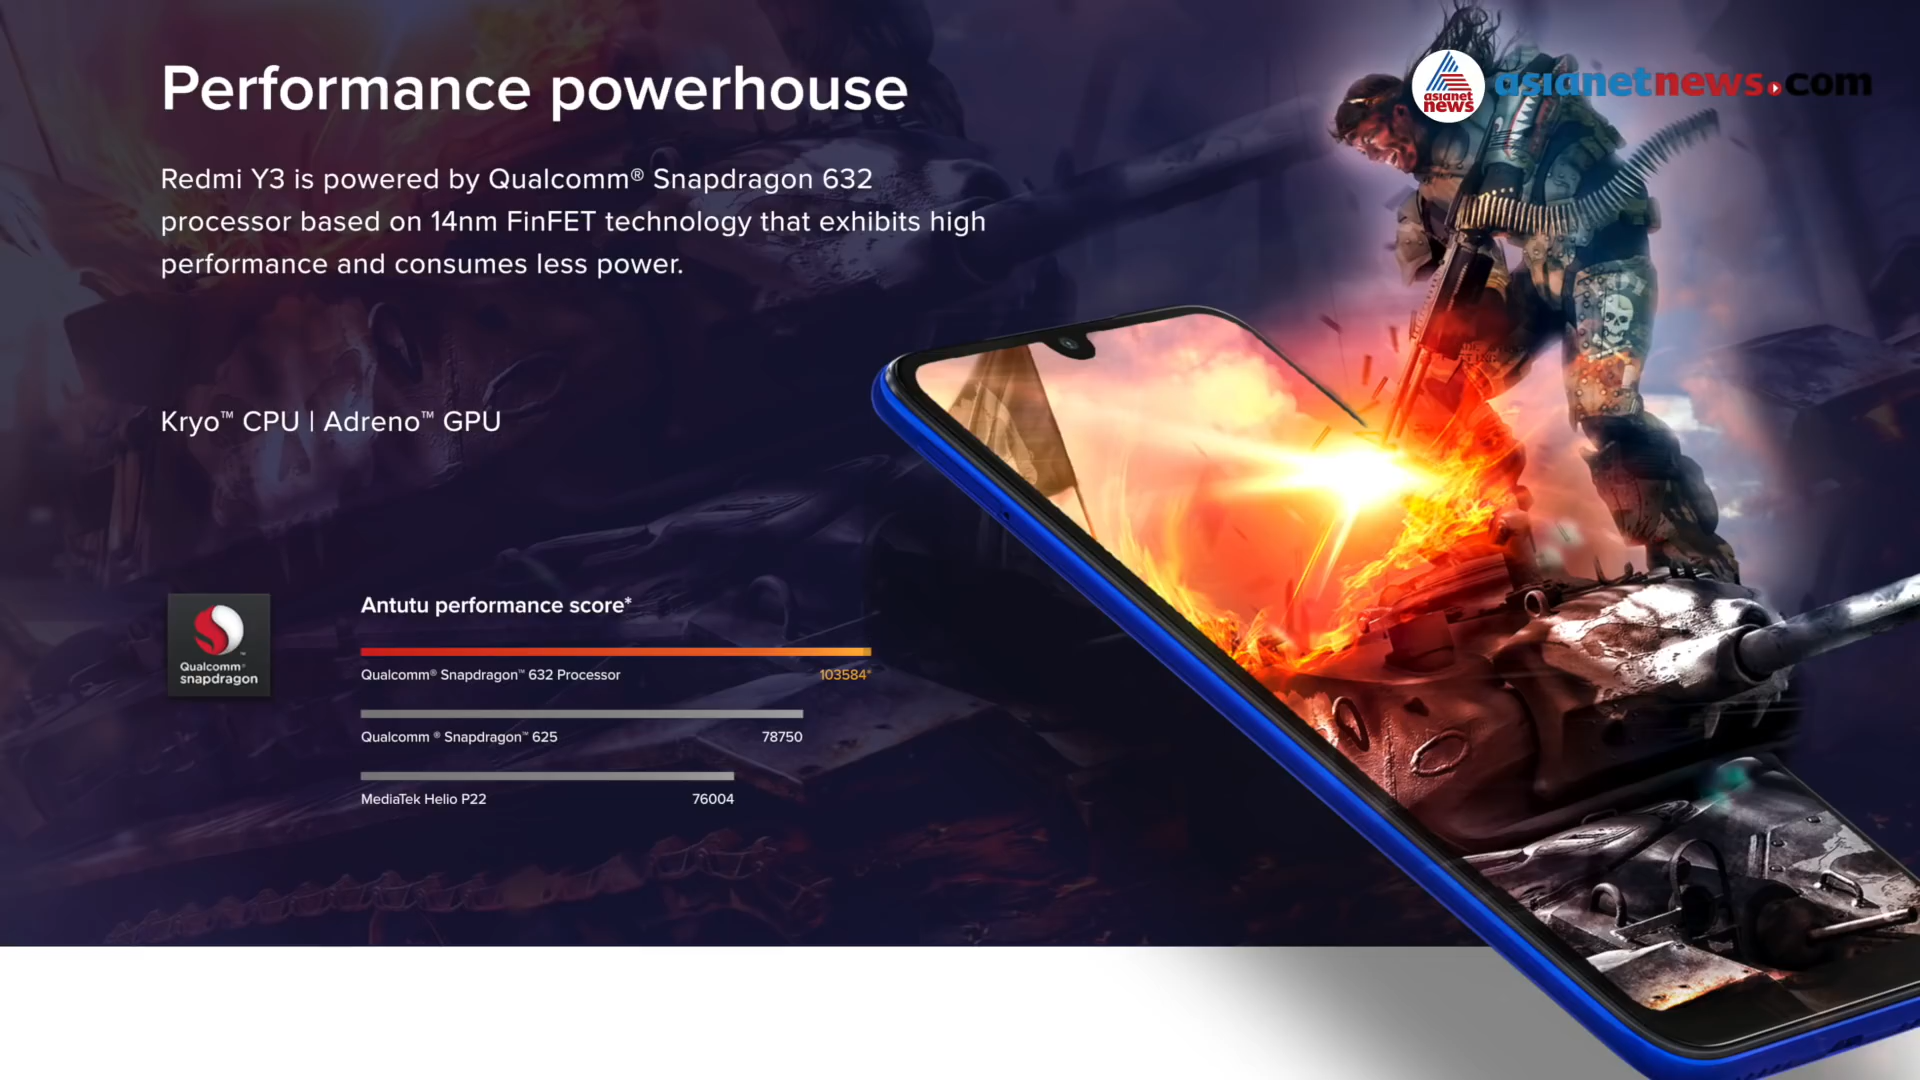 Performance powerhouse
asianet
news
asianetnews.com
Redmi Y3 is powered by Qualcomm® Snapdragon 632
processor based on 14nm FinFET technology that exhibits high
performance and consumes less power.
Kryo™ CPU | Adreno™ GPU
Qualcomm®
snapdragon™
Antutu performance score*
Qualcomm® Snapdragon™ 632 Processor 103584*
Qualcomm ® Snapdragon™ 625 78750
MediaTek Helio P22 76004